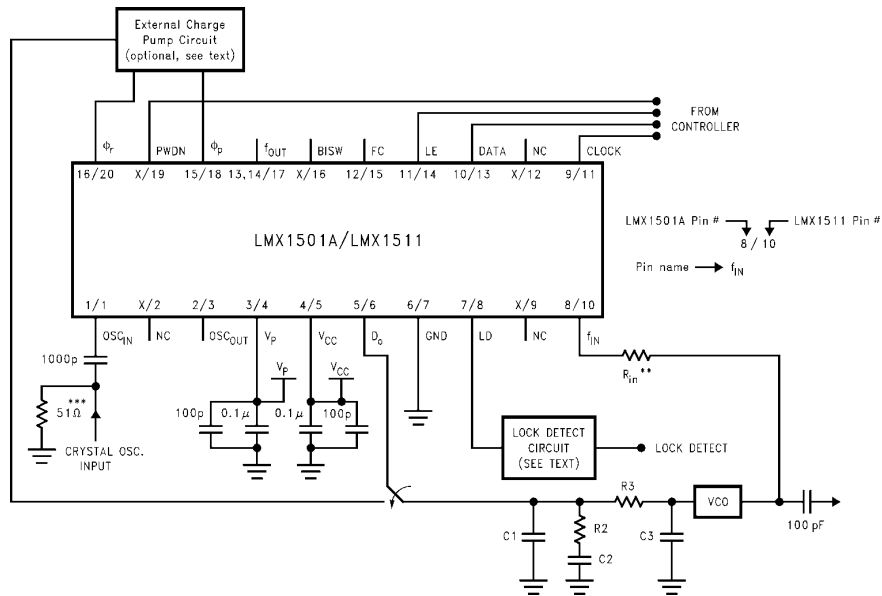 External Charge
Pump Circuit
(optional, see text)
FROM
CONTROLLER
ϕr PWDN ϕp fOUT BISW FC LE DATA NC CLOCK
16/20 X/19 15/18 13,14/17 X/16 12/15 11/14 10/13 X/12 9/11
LMX1501A/LMX1511
LMX1501A Pin # LMX1511 Pin #
8 / 10
Pin name fIN
1/1 X/2 2/3 3/4 4/5 5/6 6/7 7/8 X/9 8/10
OSCIN NC OSCOUT VP VCC Do GND LD NC fIN
1000p
VP VCC
Rin**
***
51Ω
100p 0.1μ 0.1μ 100p
CRYSTAL OSC.
INPUT
LOCK DETECT
CIRCUIT
(SEE TEXT)
LOCK DETECT
R3
VCO
100 pF
C1 R2 C3
C2